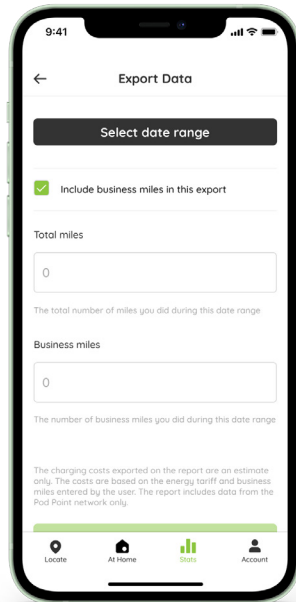 9:41
Export Data
Select date range
Include business miles in this export
Total miles
0
The total number of miles you did during this date range
Business miles
0
The number of business miles you did during this date range
The charging costs exported on the report are an estimate
only. The costs are based on the energy tariff and business
miles entered by the user. The report includes data from the
Pod Point network only.
Locate
At Home
Stats
Account